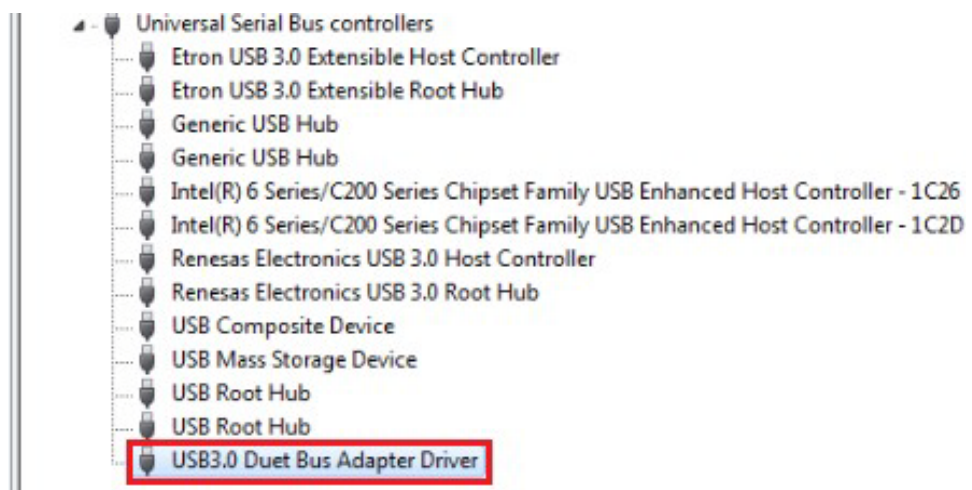 Universal Serial Bus controllers
Etron USB 3.0 Extensible Host Controller
Etron USB 3.0 Extensible Root Hub
Generic USB Hub
Generic USB Hub
Intel(R) 6 Series/C200 Series Chipset Family USB Enhanced Host Controller - 1C26
Intel(R) 6 Series/C200 Series Chipset Family USB Enhanced Host Controller - 1C2D
Renesas Electronics USB 3.0 Host Controller
Renesas Electronics USB 3.0 Root Hub
USB Composite Device
USB Mass Storage Device
USB Root Hub
USB Root Hub
USB3.0 Duet Bus Adapter Driver